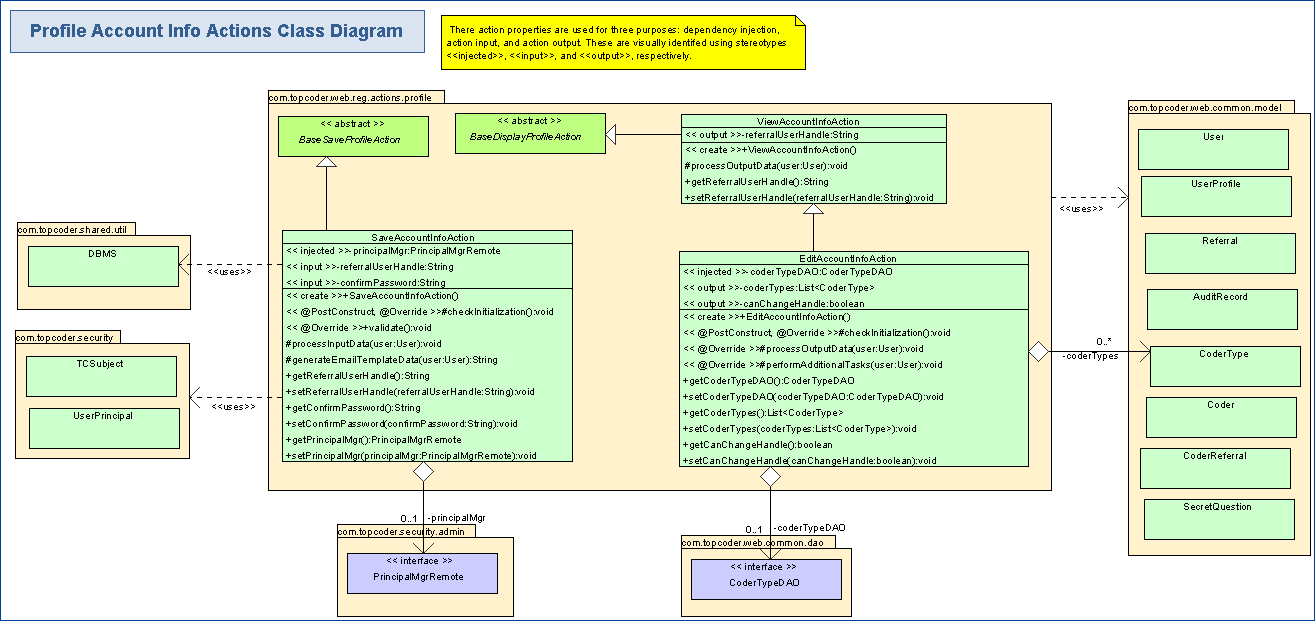 Profile Account Info Actions Class Diagram
There action properties are used for three purposes: dependency injection,
action input, and action output. These are visually identifed using stereotypes
<<injected>>, <<input>>, and <<output>>, respectively.
com.topcoder.web.reg.actions.profile
<< abstract >>
BaseSaveProfileAction
<< abstract >>
BaseDisplayProfileAction
ViewAccountInfoAction
<< output >>-referralUserHandle:String
<< create >>+ViewAccountInfoAction()
#processOutputData(user:User):void
+getReferralUserHandle():String
+setReferralUserHandle(referralUserHandle:String):void
SaveAccountInfoAction
<< injected >>-principalMgr:PrincipalMgrRemote
<< input >>-referralUserHandle:String
<< input >>-confirmPassword:String
<< create >>+SaveAccountInfoAction()
<< @PostConstruct, @Override >>#checkInitialization():void
<< @Override >>+validate():void
#processInputData(user:User):void
#generateEmailTemplateData(user:User):String
+getReferralUserHandle():String
+setReferralUserHandle(referralUserHandle:String):void
+getConfirmPassword():String
+setConfirmPassword(confirmPassword:String):void
+getPrincipalMgr():PrincipalMgrRemote
+setPrincipalMgr(principalMgr:PrincipalMgrRemote):void
EditAccountInfoAction
<< injected >>-coderTypeDAO:CoderTypeDAO
<< output >>-coderTypes:List<CoderType>
<< output >>-canChangeHandle:boolean
<< create >>+EditAccountInfoAction()
<< @PostConstruct, @Override >>#checkInitialization():void
<< @Override >>#processOutputData(user:User):void
<< @Override >>#performAdditionalTasks(user:User):void
+getCoderTypeDAO():CoderTypeDAO
+setCoderTypeDAO(coderTypeDAO:CoderTypeDAO):void
+getCoderTypes():List<CoderType>
+setCoderTypes(coderTypes:List<CoderType>):void
+getCanChangeHandle():boolean
+setCanChangeHandle(canChangeHandle:boolean):void
com.topcoder.shared.util
DBMS
<<uses>>
com.topcoder.security
TCSubject
UserPrincipal
<<uses>>
0..1
-principalMgr
com.topcoder.security.admin
<< interface >>
PrincipalMgrRemote
0..1
-coderTypeDAO
com.topcoder.web.common.dao
<< interface >>
CoderTypeDAO
<<uses>>
0..*
-coderTypes
com.topcoder.web.common.model
User
UserProfile
Referral
AuditRecord
CoderType
Coder
CoderReferral
SecretQuestion